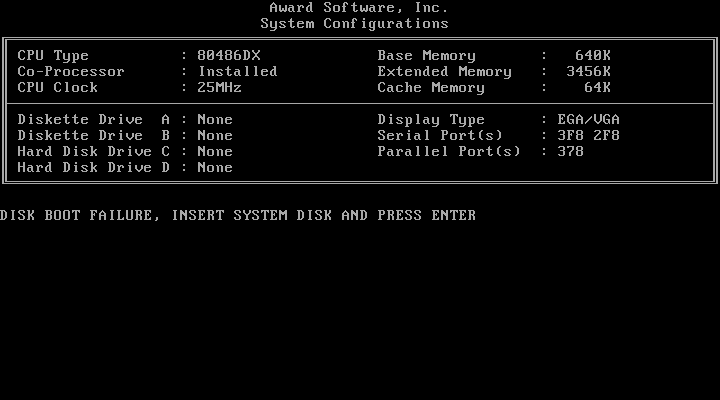 Award Software, Inc.
System Configurations
CPU Type : 80486DX Base Memory : 640K
Co-Processor : Installed Extended Memory : 3456K
CPU Clock : 25MHz Cache Memory : 64K
Diskette Drive A : None Display Type : EGA/VGA
Diskette Drive B : None Serial Port(s) : 3F8 2F8
Hard Disk Drive C : None Parallel Port(s) : 378
Hard Disk Drive D : None
DISK BOOT FAILURE, INSERT SYSTEM DISK AND PRESS ENTER